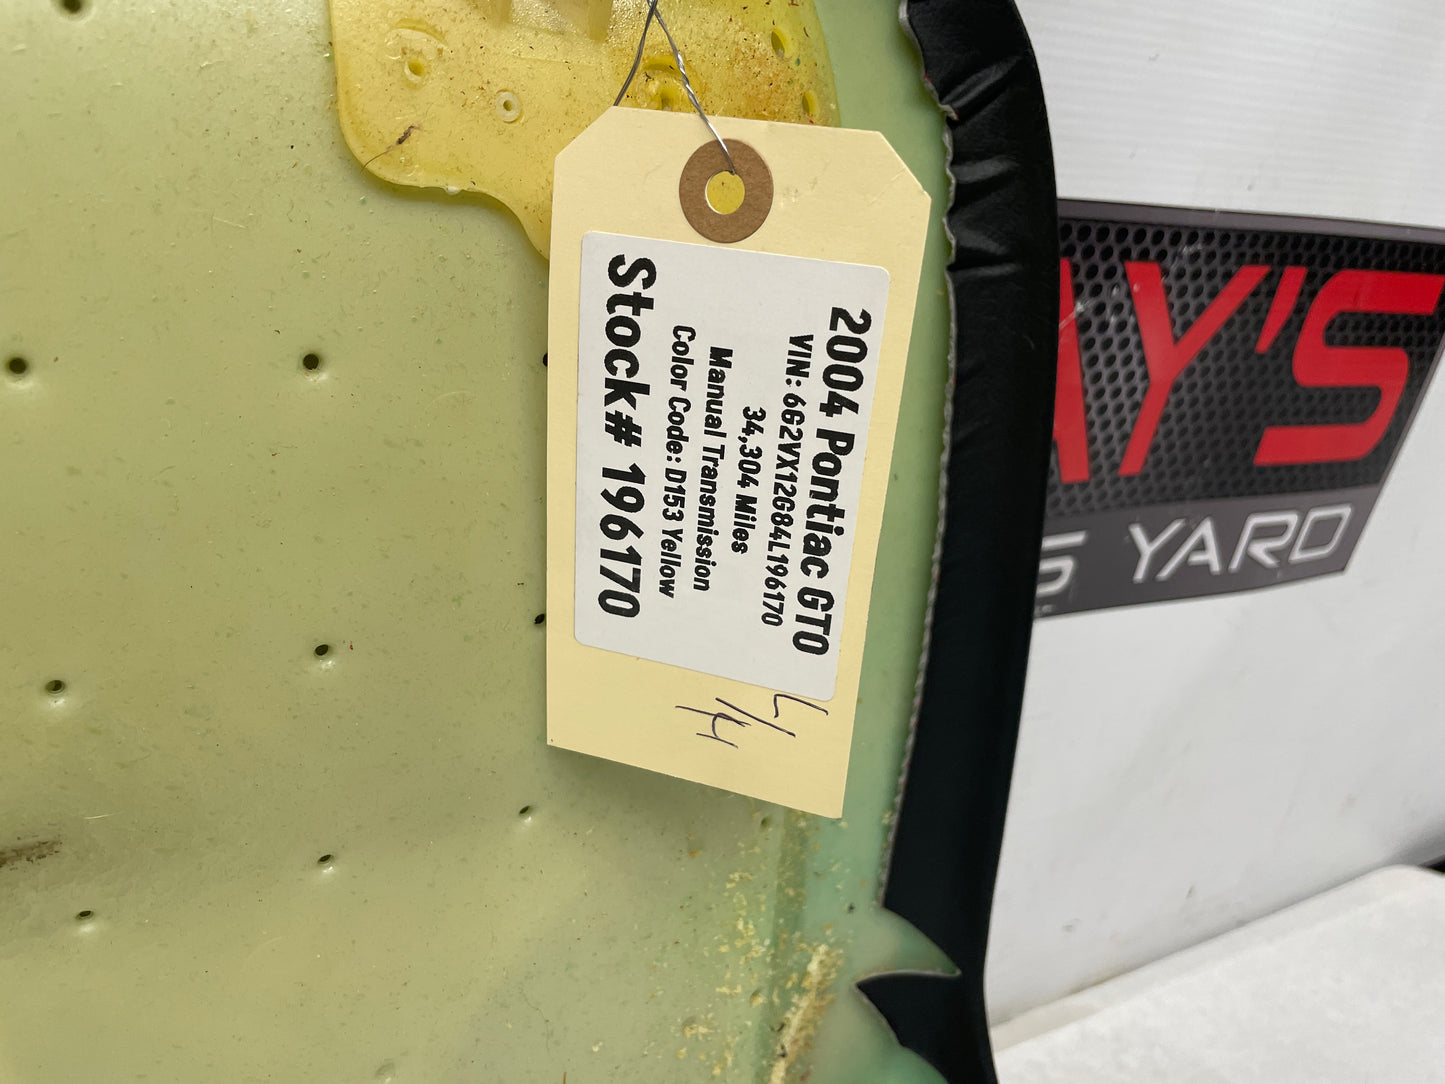 2004 Pontiac GTO
VIN: 6G2VX12G84L196170
34,304 Miles
Manual Transmission
Color Code: D153 Yellow
Stock# 196170
AY'S
S YARD